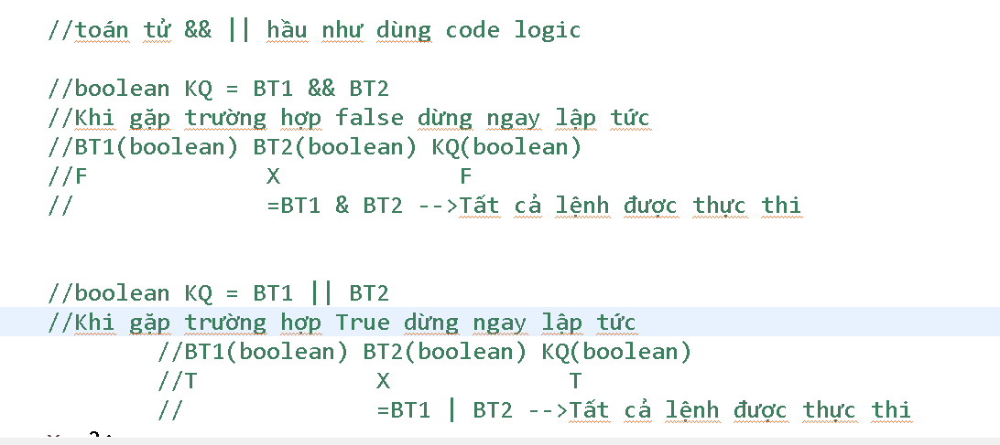 //toán tử && || hầu như dùng code logic
//boolean KQ = BT1 && BT2
//Khi gặp trường hợp false dừng ngay lập tức
//BT1(boolean) BT2(boolean) KQ(boolean)
//F X F
// =BT1 & BT2 -->Tất cả lệnh được thực thi
//boolean KQ = BT1 || BT2
//Khi gặp trường hợp True dừng ngay lập tức
//BT1(boolean) BT2(boolean) KQ(boolean)
//T X T
// =BT1 | BT2 -->Tất cả lệnh được thực thi